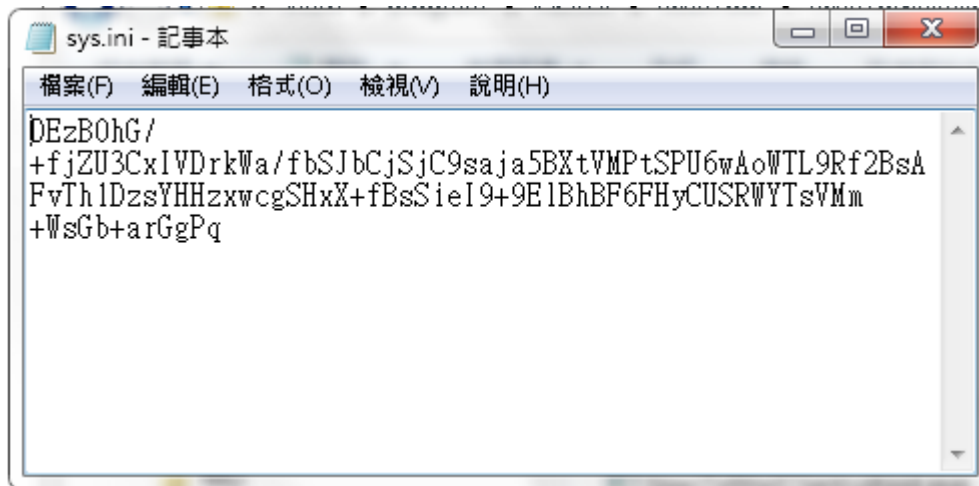 sys.ini - 記事本
檔案(F) 編輯(E) 格式(O) 檢視(V) 說明(H)
DEzBOhG/
+fjZU3CxIVDrkWa/fbSJbCjSjC9saja5BXtVMPtSPU6wAoWTL9Rf2BsA
FvTh1DzsYHHzxwcgSHxX+fBsSieI9+9ElBhBF6FHyCUSRWYTsVMm
+WsGb+arGgPq